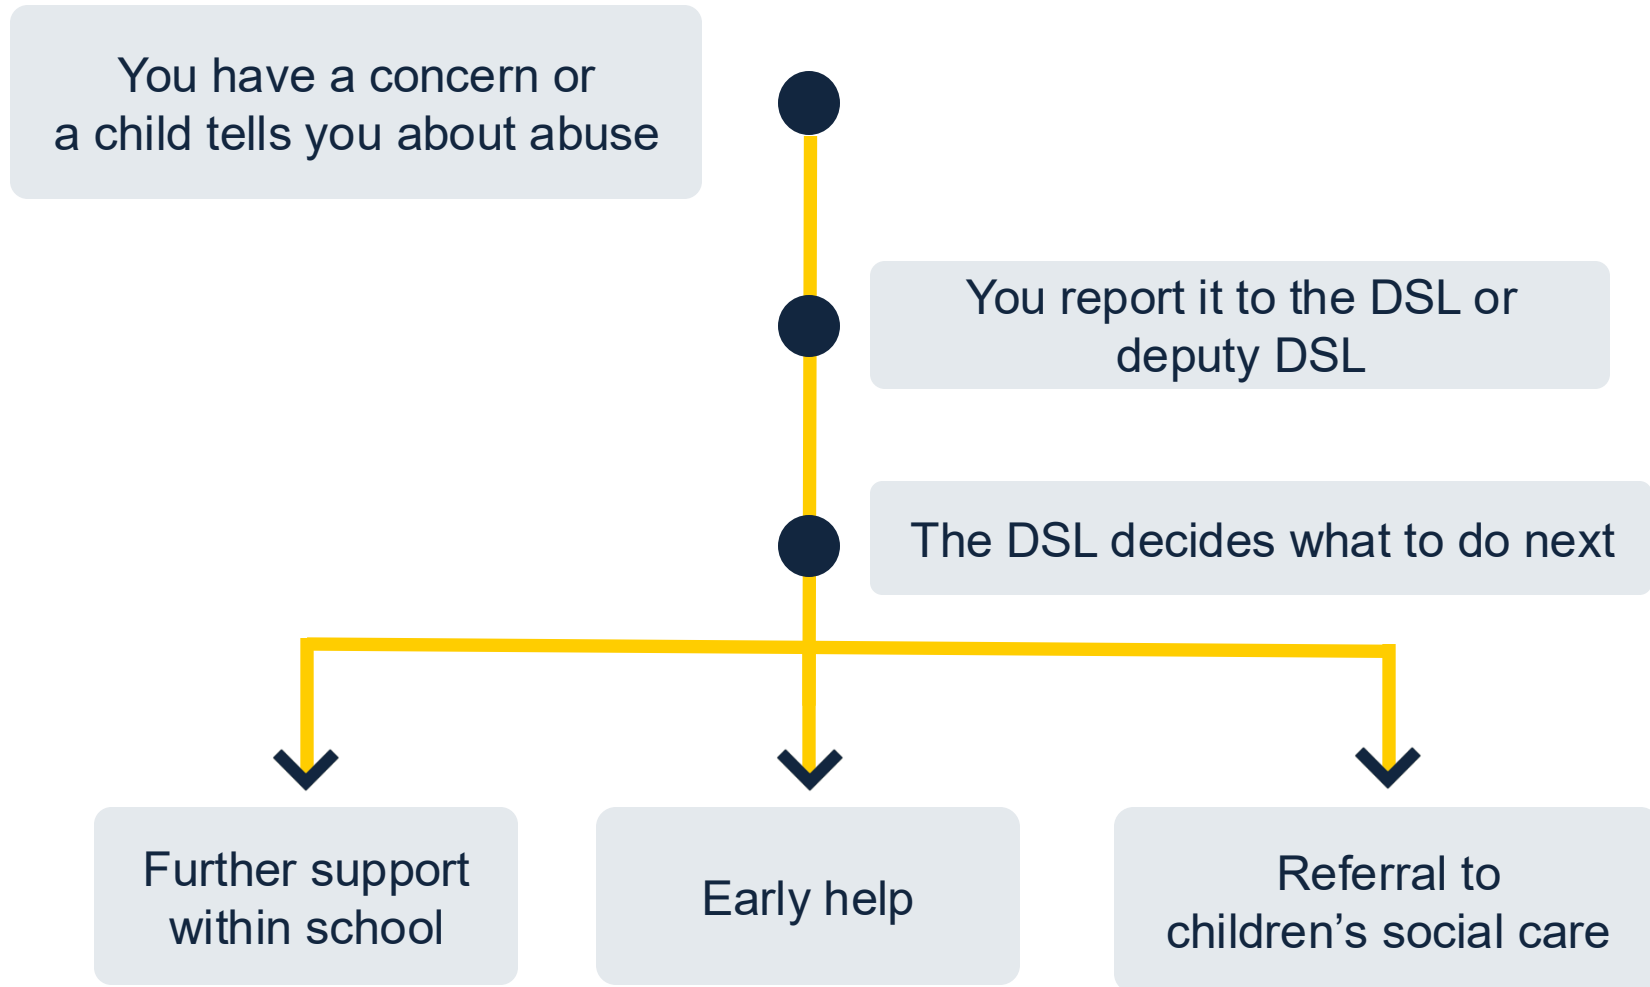 You have a concern or
a child tells you about abuse
You report it to the DSL or
deputy DSL
The DSL decides what to do next
Further support
within school
Early help
Referral to
children’s social care